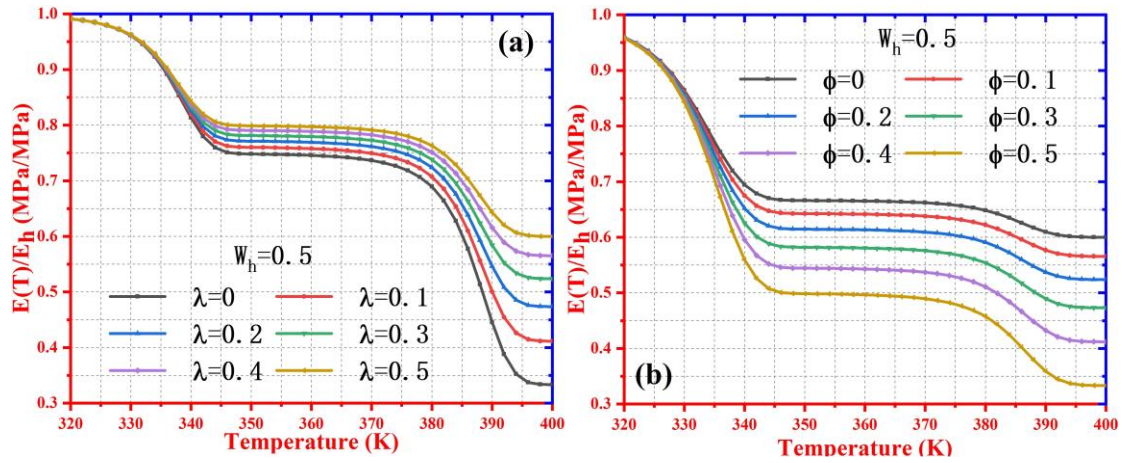 (a)
E(T)/E_h (MPa/MPa)
1.0
0.9
0.8
0.7
0.6
0.5
0.4
0.3
W_h=0.5
λ=0 λ=0.1
λ=0.2 λ=0.3
λ=0.4 λ=0.5
320 330 340 350 360 370 380 390 400
Temperature (K)
E(T)/E_h (MPa/MPa)
1.0
0.9
0.8
0.7
0.6
0.5
0.4
0.3
W_h=0.5
ϕ=0 ϕ=0.1
ϕ=0.2 ϕ=0.3
ϕ=0.4 ϕ=0.5
(b)
320 330 340 350 360 370 380 390 400
Temperature (K)